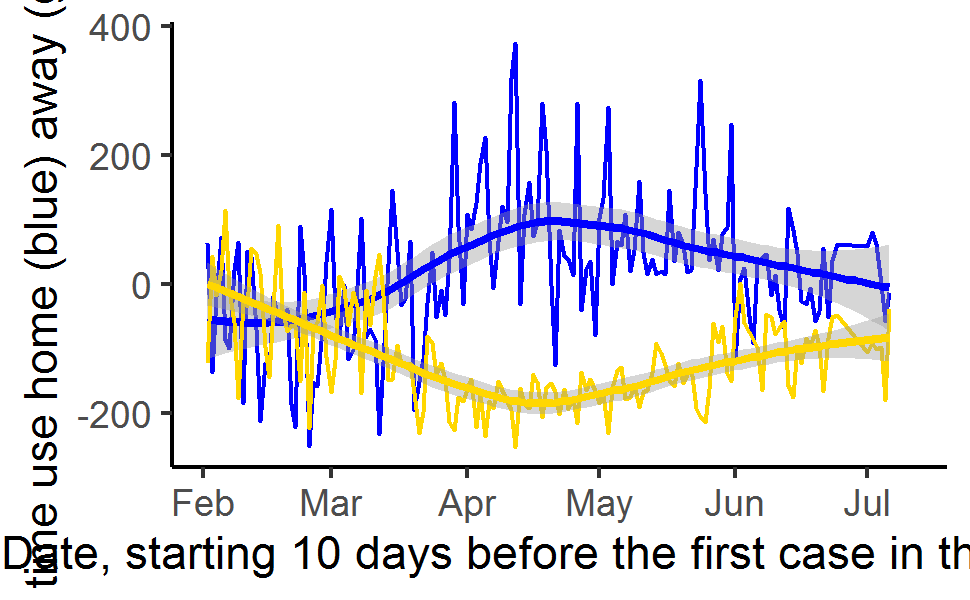 time use home (blue) away (
400
200
0
-200
Feb Mar Apr May Jun Jul
Date, starting 10 days before the first case in th